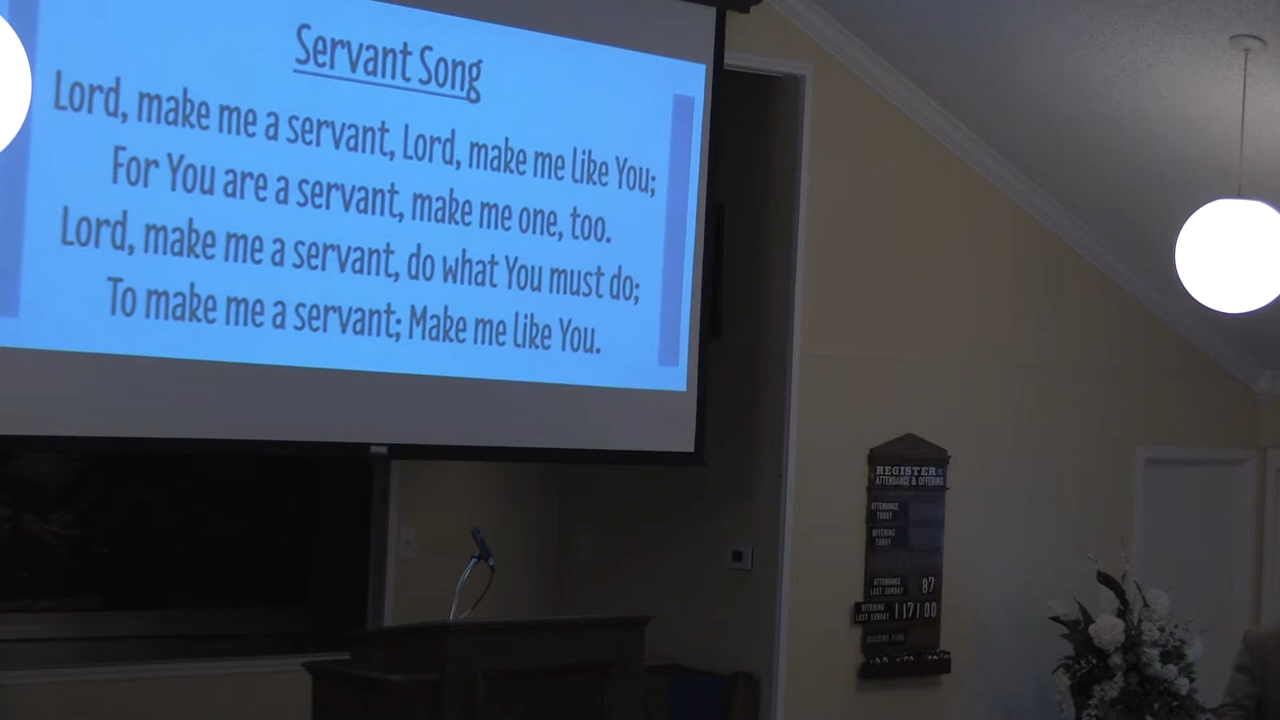 Servant Song
Lord, make me a servant, Lord, make me like You;
For You are a servant, make me one, too.
Lord, make me a servant, do what You must do;
To make me a servant; Make me like You.
REGISTER OF
ATTENDANCE & OFFERING
ATTENDANCE
TODAY
OFFERING
TODAY
ATTENDANCE
LAST SUNDAY 87
OFFERING
LAST SUNDAY 1171 00
BUILDING FUND